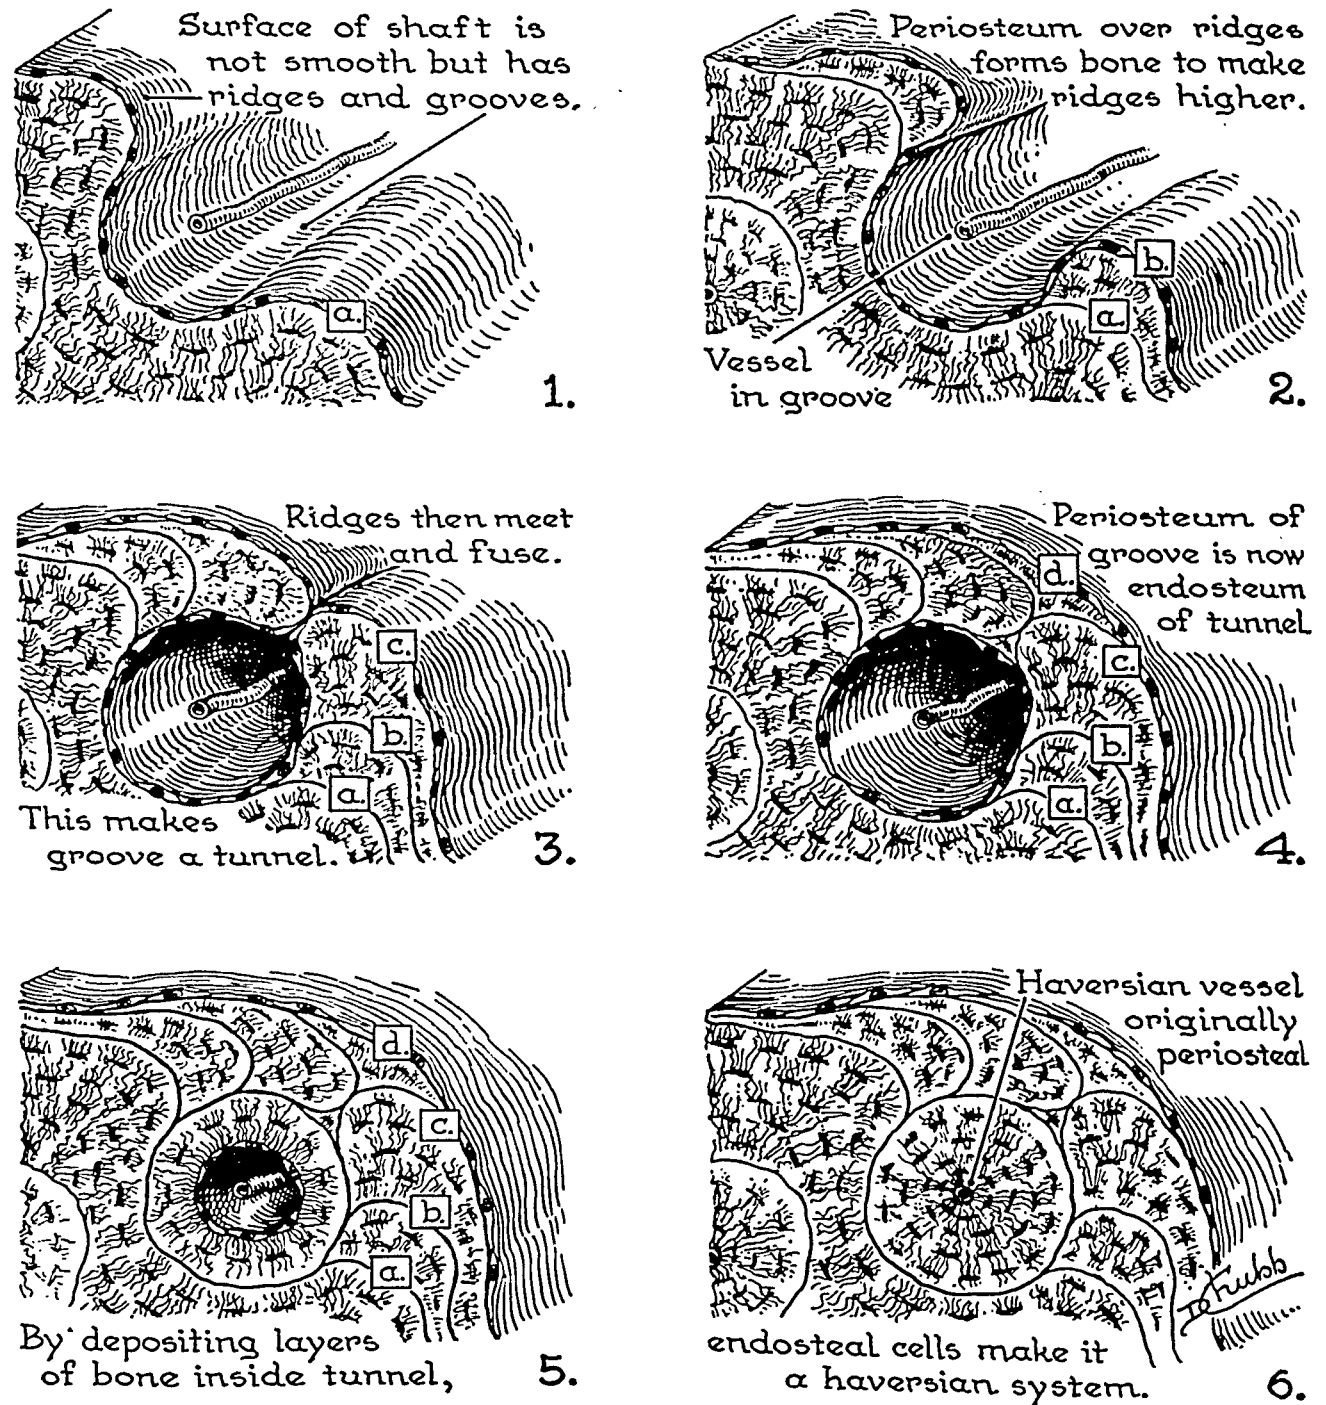 Surface of shaft is
not smooth but has
ridges and grooves.
a.
1.
Periosteum over ridges
forms bone to make
ridges higher.
b.
a.
Vessel
in groove
2.
Ridges then meet
and fuse.
c.
b.
a.
This makes
groove a tunnel.
3.
Periosteum of
groove is now
endosteum
of tunnel
d.
c.
b.
a.
4.
d.
c.
b.
a.
By depositing layers
of bone inside tunnel,
5.
Haversian vessel
originally
periosteal
endosteal cells make it
a haversian system.
6.